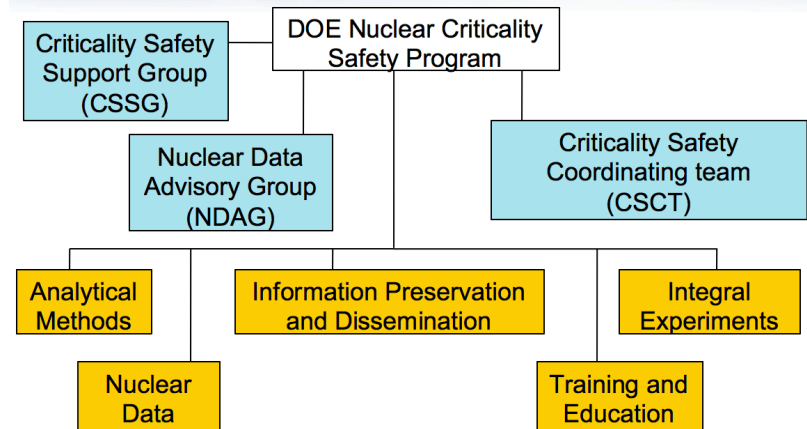 DOE Nuclear Criticality
Safety Program
Criticality Safety
Support Group
(CSSG)
Nuclear Data
Advisory Group
(NDAG)
Criticality Safety
Coordinating team
(CSCT)
Analytical
Methods
Information Preservation
and Dissemination
Integral
Experiments
Nuclear
Data
Training and
Education